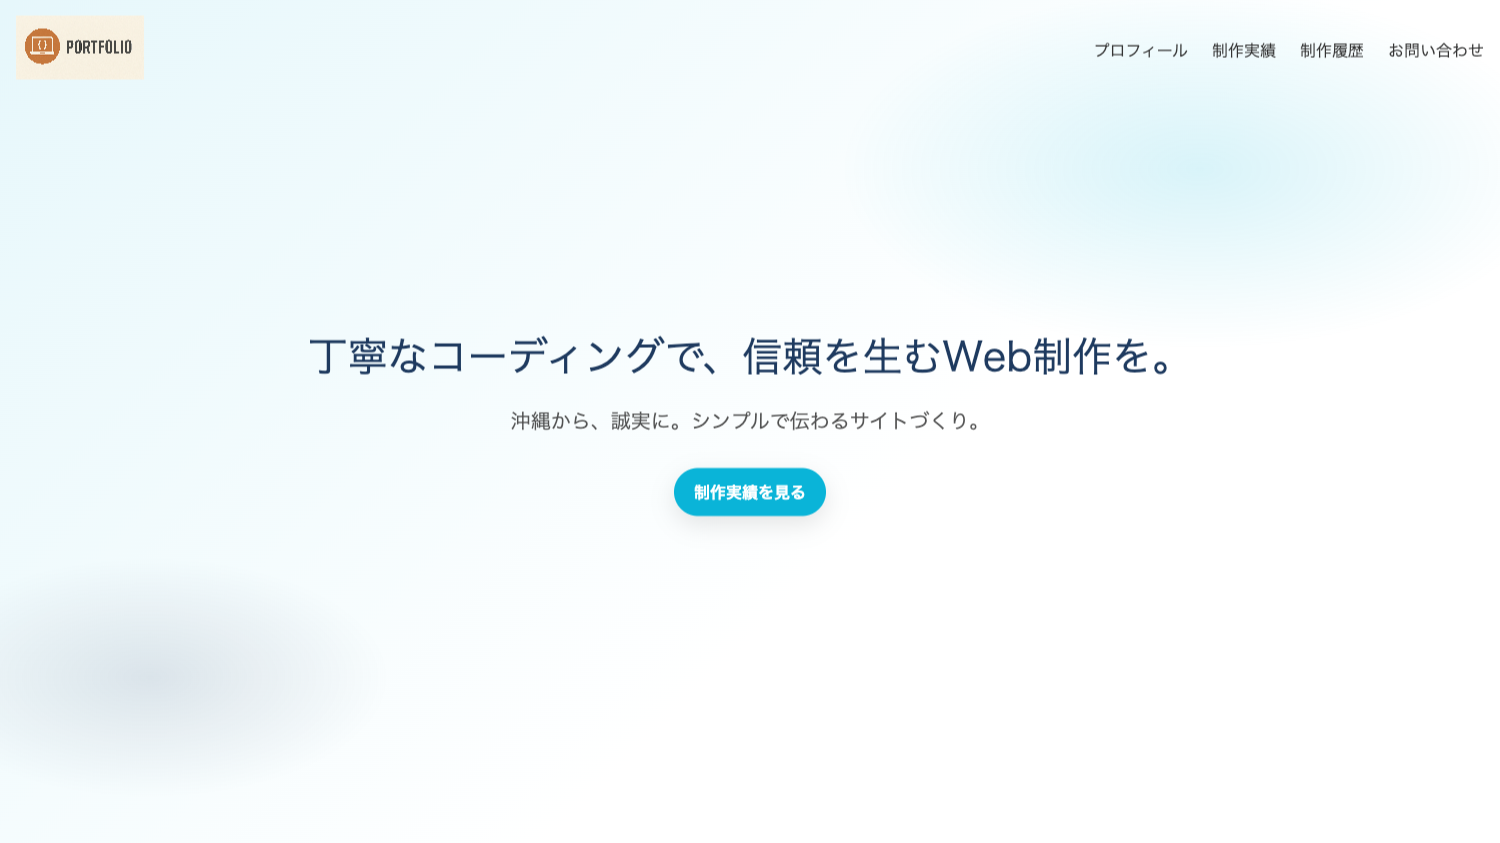 PORTFOLIO
プロフィール 制作実績 制作履歴 お問い合わせ
丁寧なコーディングで、信頼を生むWeb制作を。
沖縄から、誠実に。シンプルで伝わるサイトづくり。
制作実績を見る